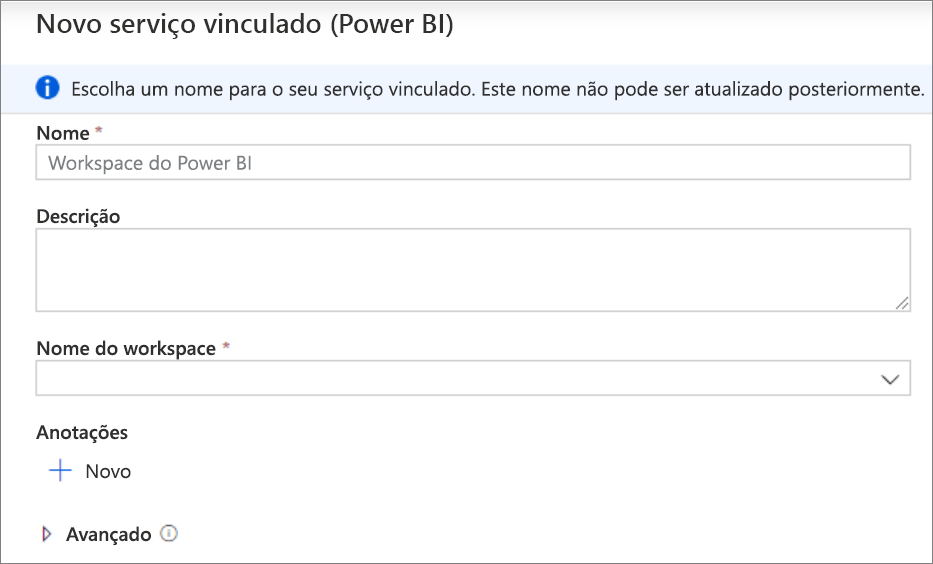 Novo serviço vinculado (Power BI)
Escolha um nome para o seu serviço vinculado. Este nome não pode ser atualizado posteriormente.
Nome *
Workspace do Power BI
Descrição
Nome do workspace *
Anotações
Novo
Avançado